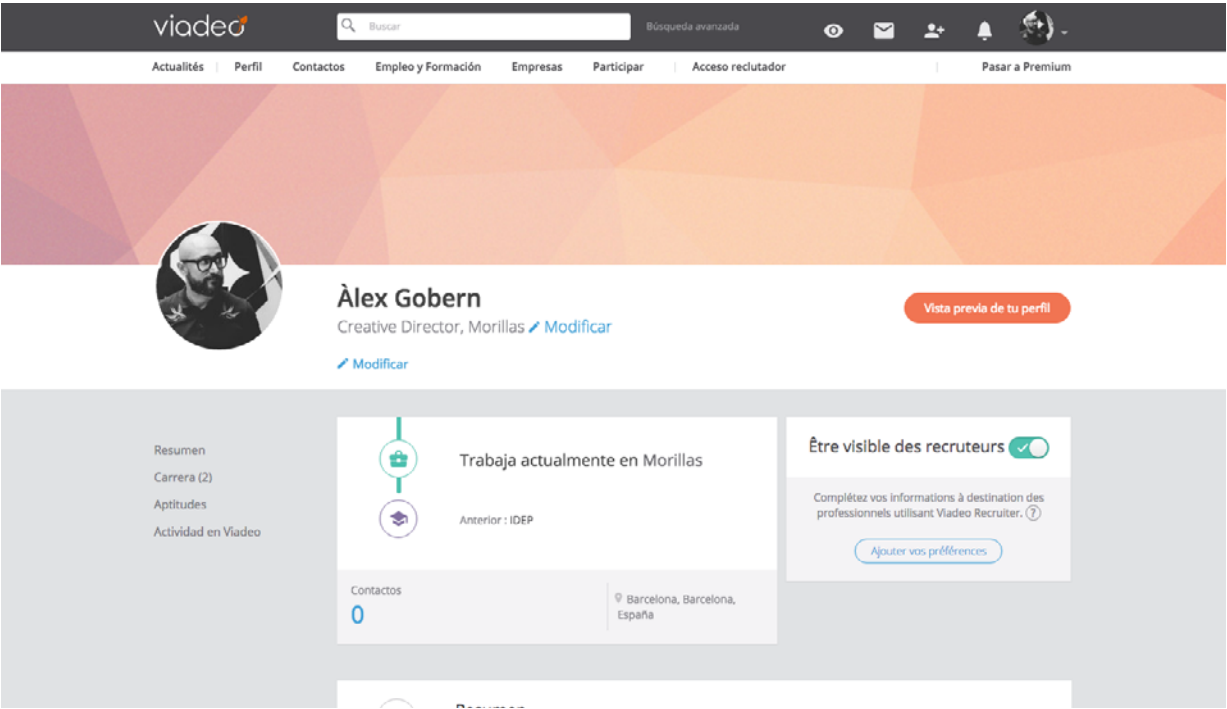 viadeo
Buscar
Búsqueda avanzada
Actualités
Perfil
Contactos
Empleo y Formación
Empresas
Participar
Acceso reclutador
Pasar a Premium
Àlex Gobern
Creative Director, Morillas Modificar
Modificar
Vista previa de tu perfil
Resumen
Carrera (2)
Aptitudes
Actividad en Viadeo
Trabaja actualmente en Morillas
Anterior : IDEP
Contactos
0
Barcelona, Barcelona,
España
Être visible des recruteurs
Complétez vos informations à destination des
professionnels utilisant Viadeo Recruiter. ?
Ajouter vos préférences